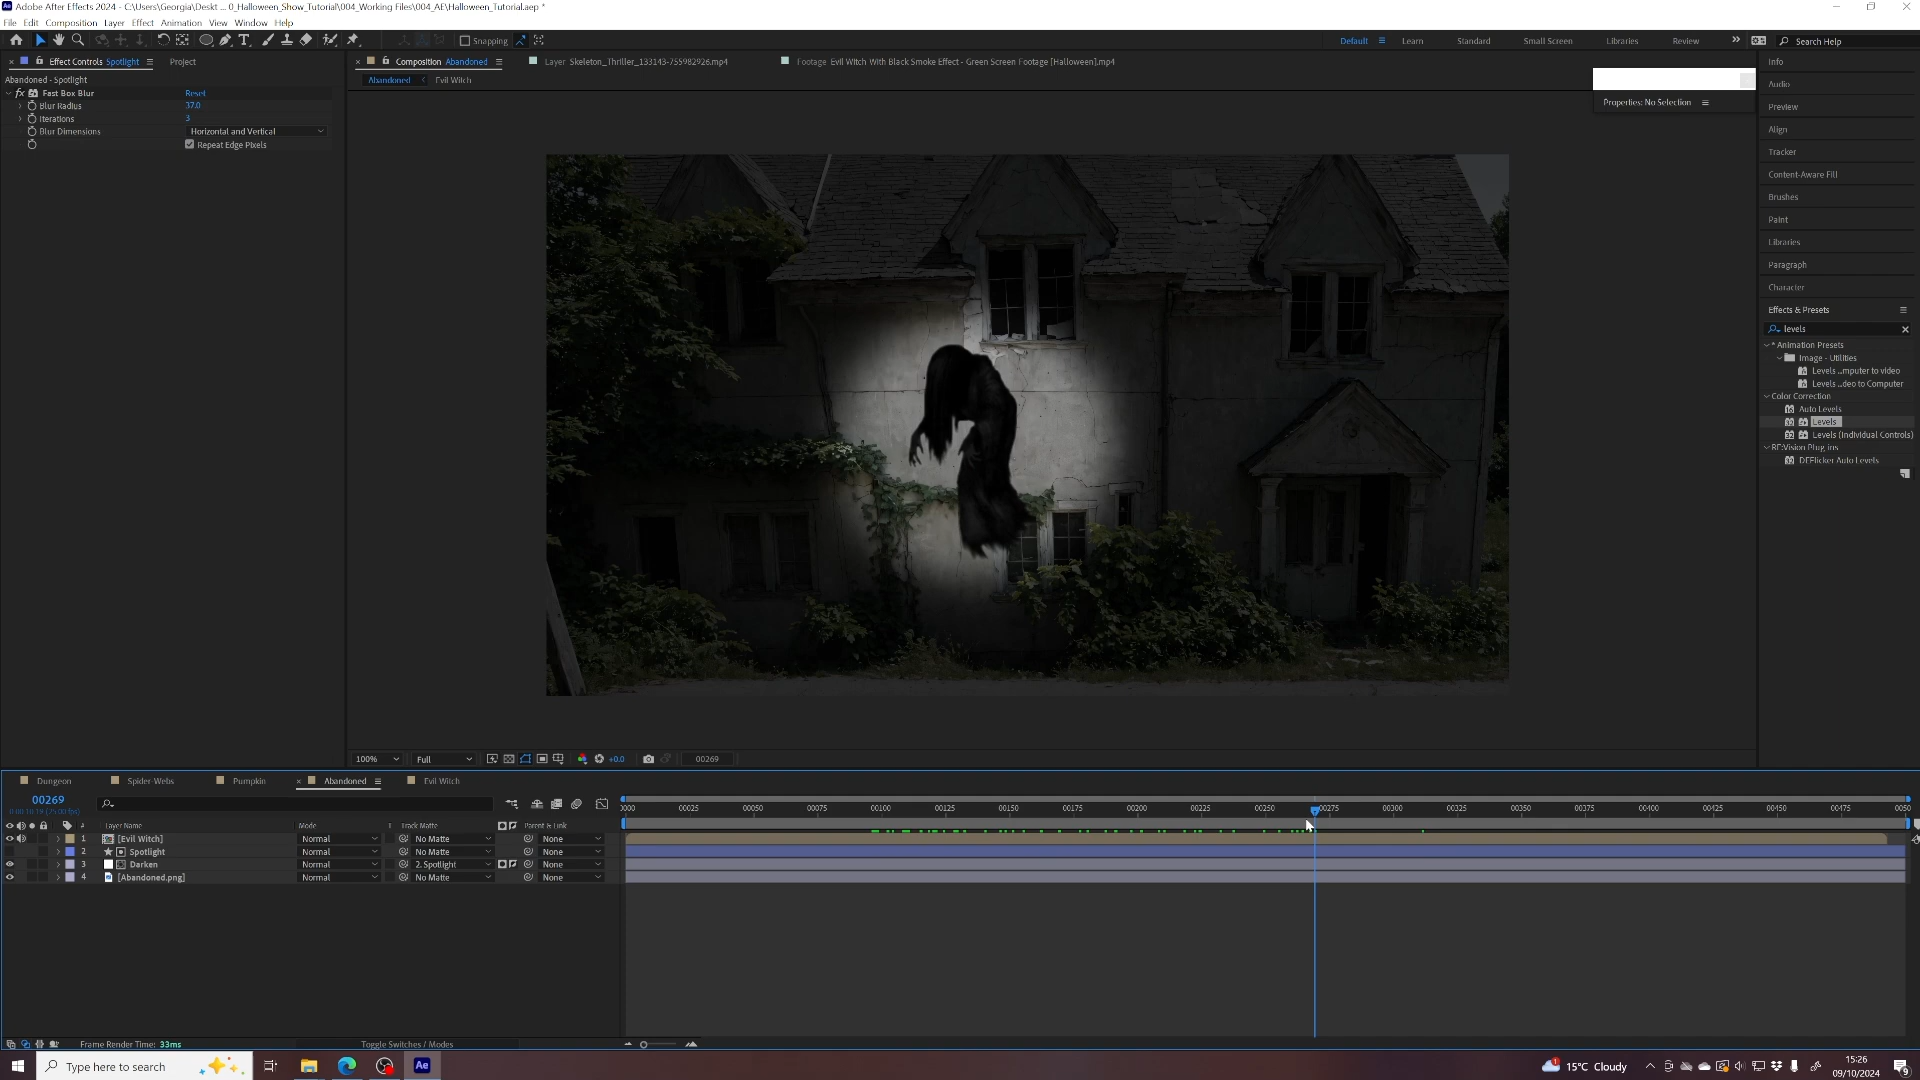 Adobe After Effects 2024 - C:\Users\Georgia\Deskt ... 0_Halloween_Show_Tutorial\004_Working Files\004_AE\Halloween_Tutorial.aep *
File Edit Composition Layer Effect Animation View Window Help
Snapping
Default Learn Standard Small Screen Libraries Review Search Help
Effect Controls Spotlight Project
Abandoned - Spotlight
fx Fast Box Blur Reset
Blur Radius 37.0
Iterations 3
Blur Dimensions Horizontal and Vertical
Repeat Edge Pixels
Composition Abandoned Layer Skeleton_Thriller_133143-755982926.mp4 Footage Evil Witch With Black Smoke Effect - Green Screen Footage [Halloween].mp4
Abandoned Evil Witch
Properties: No Selection
Info
Audio
Preview
Align
Tracker
Content-Aware Fill
Brushes
Paint
Libraries
Paragraph
Character
Effects & Presets
levels
* Animation Presets
Image - Utilities
Levels ...mputer to video
Levels ...deo to Computer
Color Correction
Auto Levels
Levels
Levels (Individual Controls)
RE:Vision Plug-ins
DEFlicker Auto Levels
100% Full +0.0 00269
Dungeon Spider-Webs Pumpkin Abandoned Evil Witch
00269
0000 00025 00050 00075 00100 00125 00150 00175 00200 00225 00250 00275 00300 00325 00350 00375 00400 00425 00450 00475 0050
# Layer Name Mode T Track Matte Parent & Link
1 [Evil Witch] Normal No Matte None
2 Spotlight Normal No Matte None
3 Darken Normal 2. Spotlight None
4 [Abandoned.png] Normal No Matte None
Frame Render Time: 33ms Toggle Switches / Modes
Type here to search
Ae
15°C Cloudy
15:26
09/10/2024